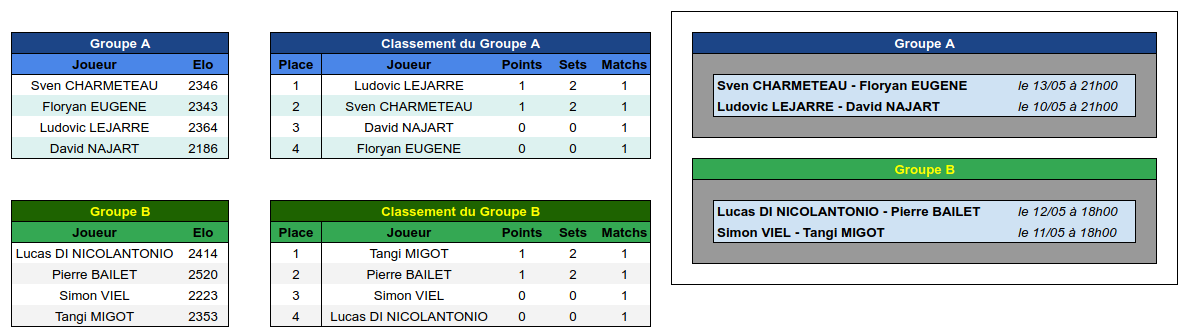 Groupe A
Joueur Elo
Sven CHARMETEAU 2346
Floryan EUGENE 2343
Ludovic LEJARRE 2364
David NAJART 2186
Classement du Groupe A
Place Joueur Points Sets Matchs
1 Ludovic LEJARRE 1 2 1
2 Sven CHARMETEAU 1 2 1
3 David NAJART 0 0 1
4 Floryan EUGENE 0 0 1
Groupe A
Sven CHARMETEAU - Floryan EUGENE le 13/05 à 21h00
Ludovic LEJARRE - David NAJART le 10/05 à 21h00
Groupe B
Joueur Elo
Lucas DI NICOLANTONIO 2414
Pierre BAILET 2520
Simon VIEL 2223
Tangi MIGOT 2353
Classement du Groupe B
Place Joueur Points Sets Matchs
1 Tangi MIGOT 1 2 1
2 Pierre BAILET 1 2 1
3 Simon VIEL 0 0 1
4 Lucas DI NICOLANTONIO 0 0 1
Groupe B
Lucas DI NICOLANTONIO - Pierre BAILET le 12/05 à 18h00
Simon VIEL - Tangi MIGOT le 11/05 à 18h00